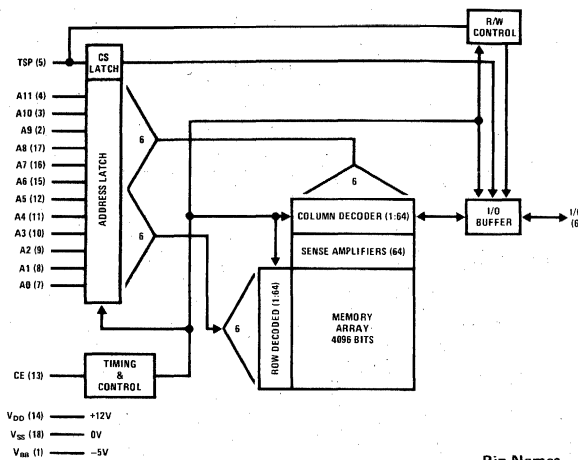 R/W
CONTROL
TSP (5)
CS
LATCH
A11 (4)
A10 (3)
A9 (2)
A8 (17)
A7 (16)
A6 (15)
A5 (12)
A4 (11)
A3 (10)
A2 (9)
A1 (8)
A0 (7)
ADDRESS LATCH
6
6
6
COLUMN DECODER (1:64)
I/O
BUFFER
SENSE AMPLIFIERS (64)
6
ROW DECODED (1:64)
MEMORY
ARRAY
4096 BITS
CE (13)
TIMING
&
CONTROL
VDD (14) +12V
VSS (18) 0V
VBB (1) −5V